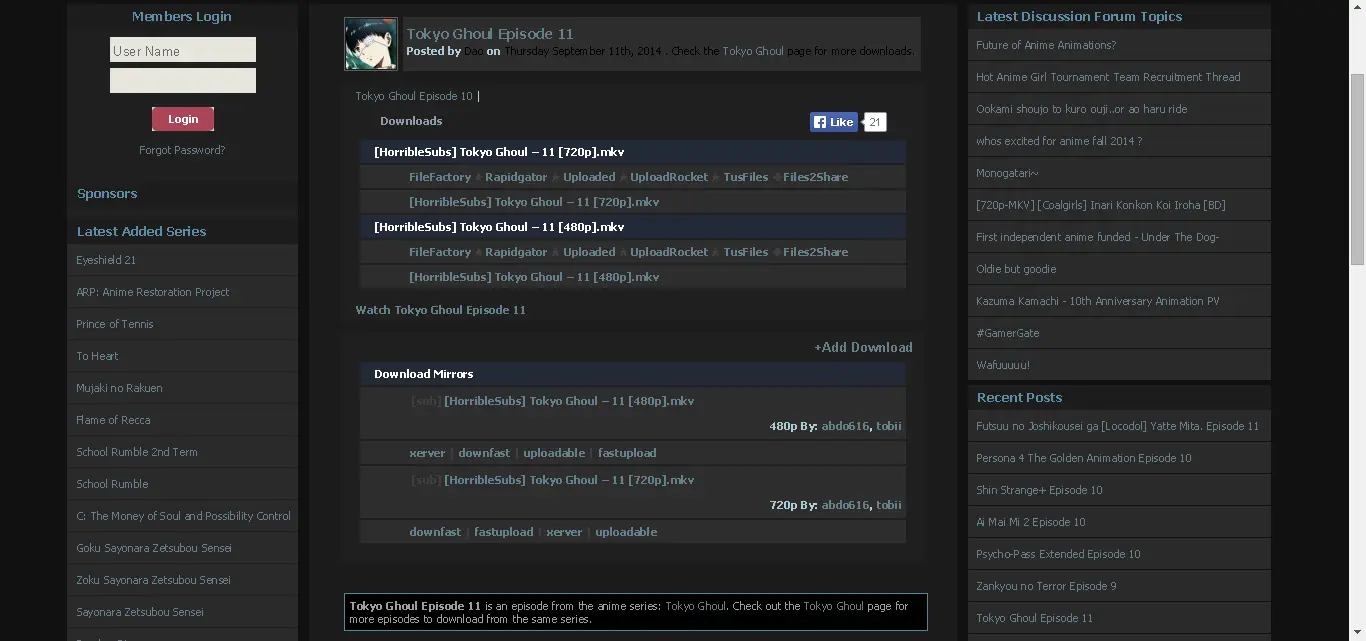 Members Login
User Name
Login
Forgot Password?
Sponsors
Latest Added Series
Eyeshield 21
ARP: Anime Restoration Project
Prince of Tennis
To Heart
Mujaki no Rakuen
Flame of Recca
School Rumble 2nd Term
School Rumble
C: The Money of Soul and Possibility Control
Goku Sayonara Zetsubou Sensei
Zoku Sayonara Zetsubou Sensei
Sayonara Zetsubou Sensei
Tokyo Ghoul Episode 11
Posted by Dao on Thursday September 11th, 2014 . Check the Tokyo Ghoul page for more downloads.
Tokyo Ghoul Episode 10 |
Downloads
Like 21
[HorribleSubs] Tokyo Ghoul – 11 [720p].mkv
FileFactory Rapidgator Uploaded UploadRocket TusFiles Files2Share
[HorribleSubs] Tokyo Ghoul – 11 [720p].mkv
[HorribleSubs] Tokyo Ghoul – 11 [480p].mkv
FileFactory Rapidgator Uploaded UploadRocket TusFiles Files2Share
[HorribleSubs] Tokyo Ghoul – 11 [480p].mkv
Watch Tokyo Ghoul Episode 11
+Add Download
Download Mirrors
[sub] [HorribleSubs] Tokyo Ghoul – 11 [480p].mkv
480p By: abdo616, tobii
xerver | downfast | uploadable | fastupload
[sub] [HorribleSubs] Tokyo Ghoul – 11 [720p].mkv
720p By: abdo616, tobii
downfast | fastupload | xerver | uploadable
Tokyo Ghoul Episode 11 is an episode from the anime series: Tokyo Ghoul. Check out the Tokyo Ghoul page for
more episodes to download from the same series.
Latest Discussion Forum Topics
Future of Anime Animations?
Hot Anime Girl Tournament Team Recruitment Thread
Ookami shoujo to kuro ouji..or ao haru ride
whos excited for anime fall 2014 ?
Monogatari~
[720p-MKV] [Coalgirls] Inari Konkon Koi Iroha [BD]
First independent anime funded - Under The Dog-
Oldie but goodie
Kazuma Kamachi - 10th Anniversary Animation PV
#GamerGate
Wafuuuuu!
Recent Posts
Futsuu no Joshikousei ga [Locodol] Yatte Mita. Episode 11
Persona 4 The Golden Animation Episode 10
Shin Strange+ Episode 10
Ai Mai Mi 2 Episode 10
Psycho-Pass Extended Episode 10
Zankyou no Terror Episode 9
Tokyo Ghoul Episode 11